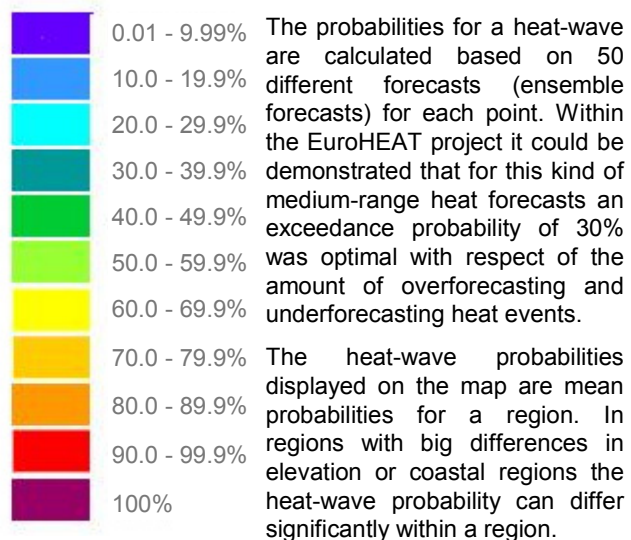 0.01 - 9.99%
10.0 - 19.9%
20.0 - 29.9%
30.0 - 39.9%
40.0 - 49.9%
50.0 - 59.9%
60.0 - 69.9%
70.0 - 79.9%
80.0 - 89.9%
90.0 - 99.9%
100%
The probabilities for a heat-wave
are calculated based on 50
different forecasts (ensemble
forecasts) for each point. Within
the EuroHEAT project it could be
demonstrated that for this kind of
medium-range heat forecasts an
exceedance probability of 30%
was optimal with respect of the
amount of overforecasting and
underforecasting heat events.
The heat-wave probabilities
displayed on the map are mean
probabilities for a region. In
regions with big differences in
elevation or coastal regions the
heat-wave probability can differ
significantly within a region.